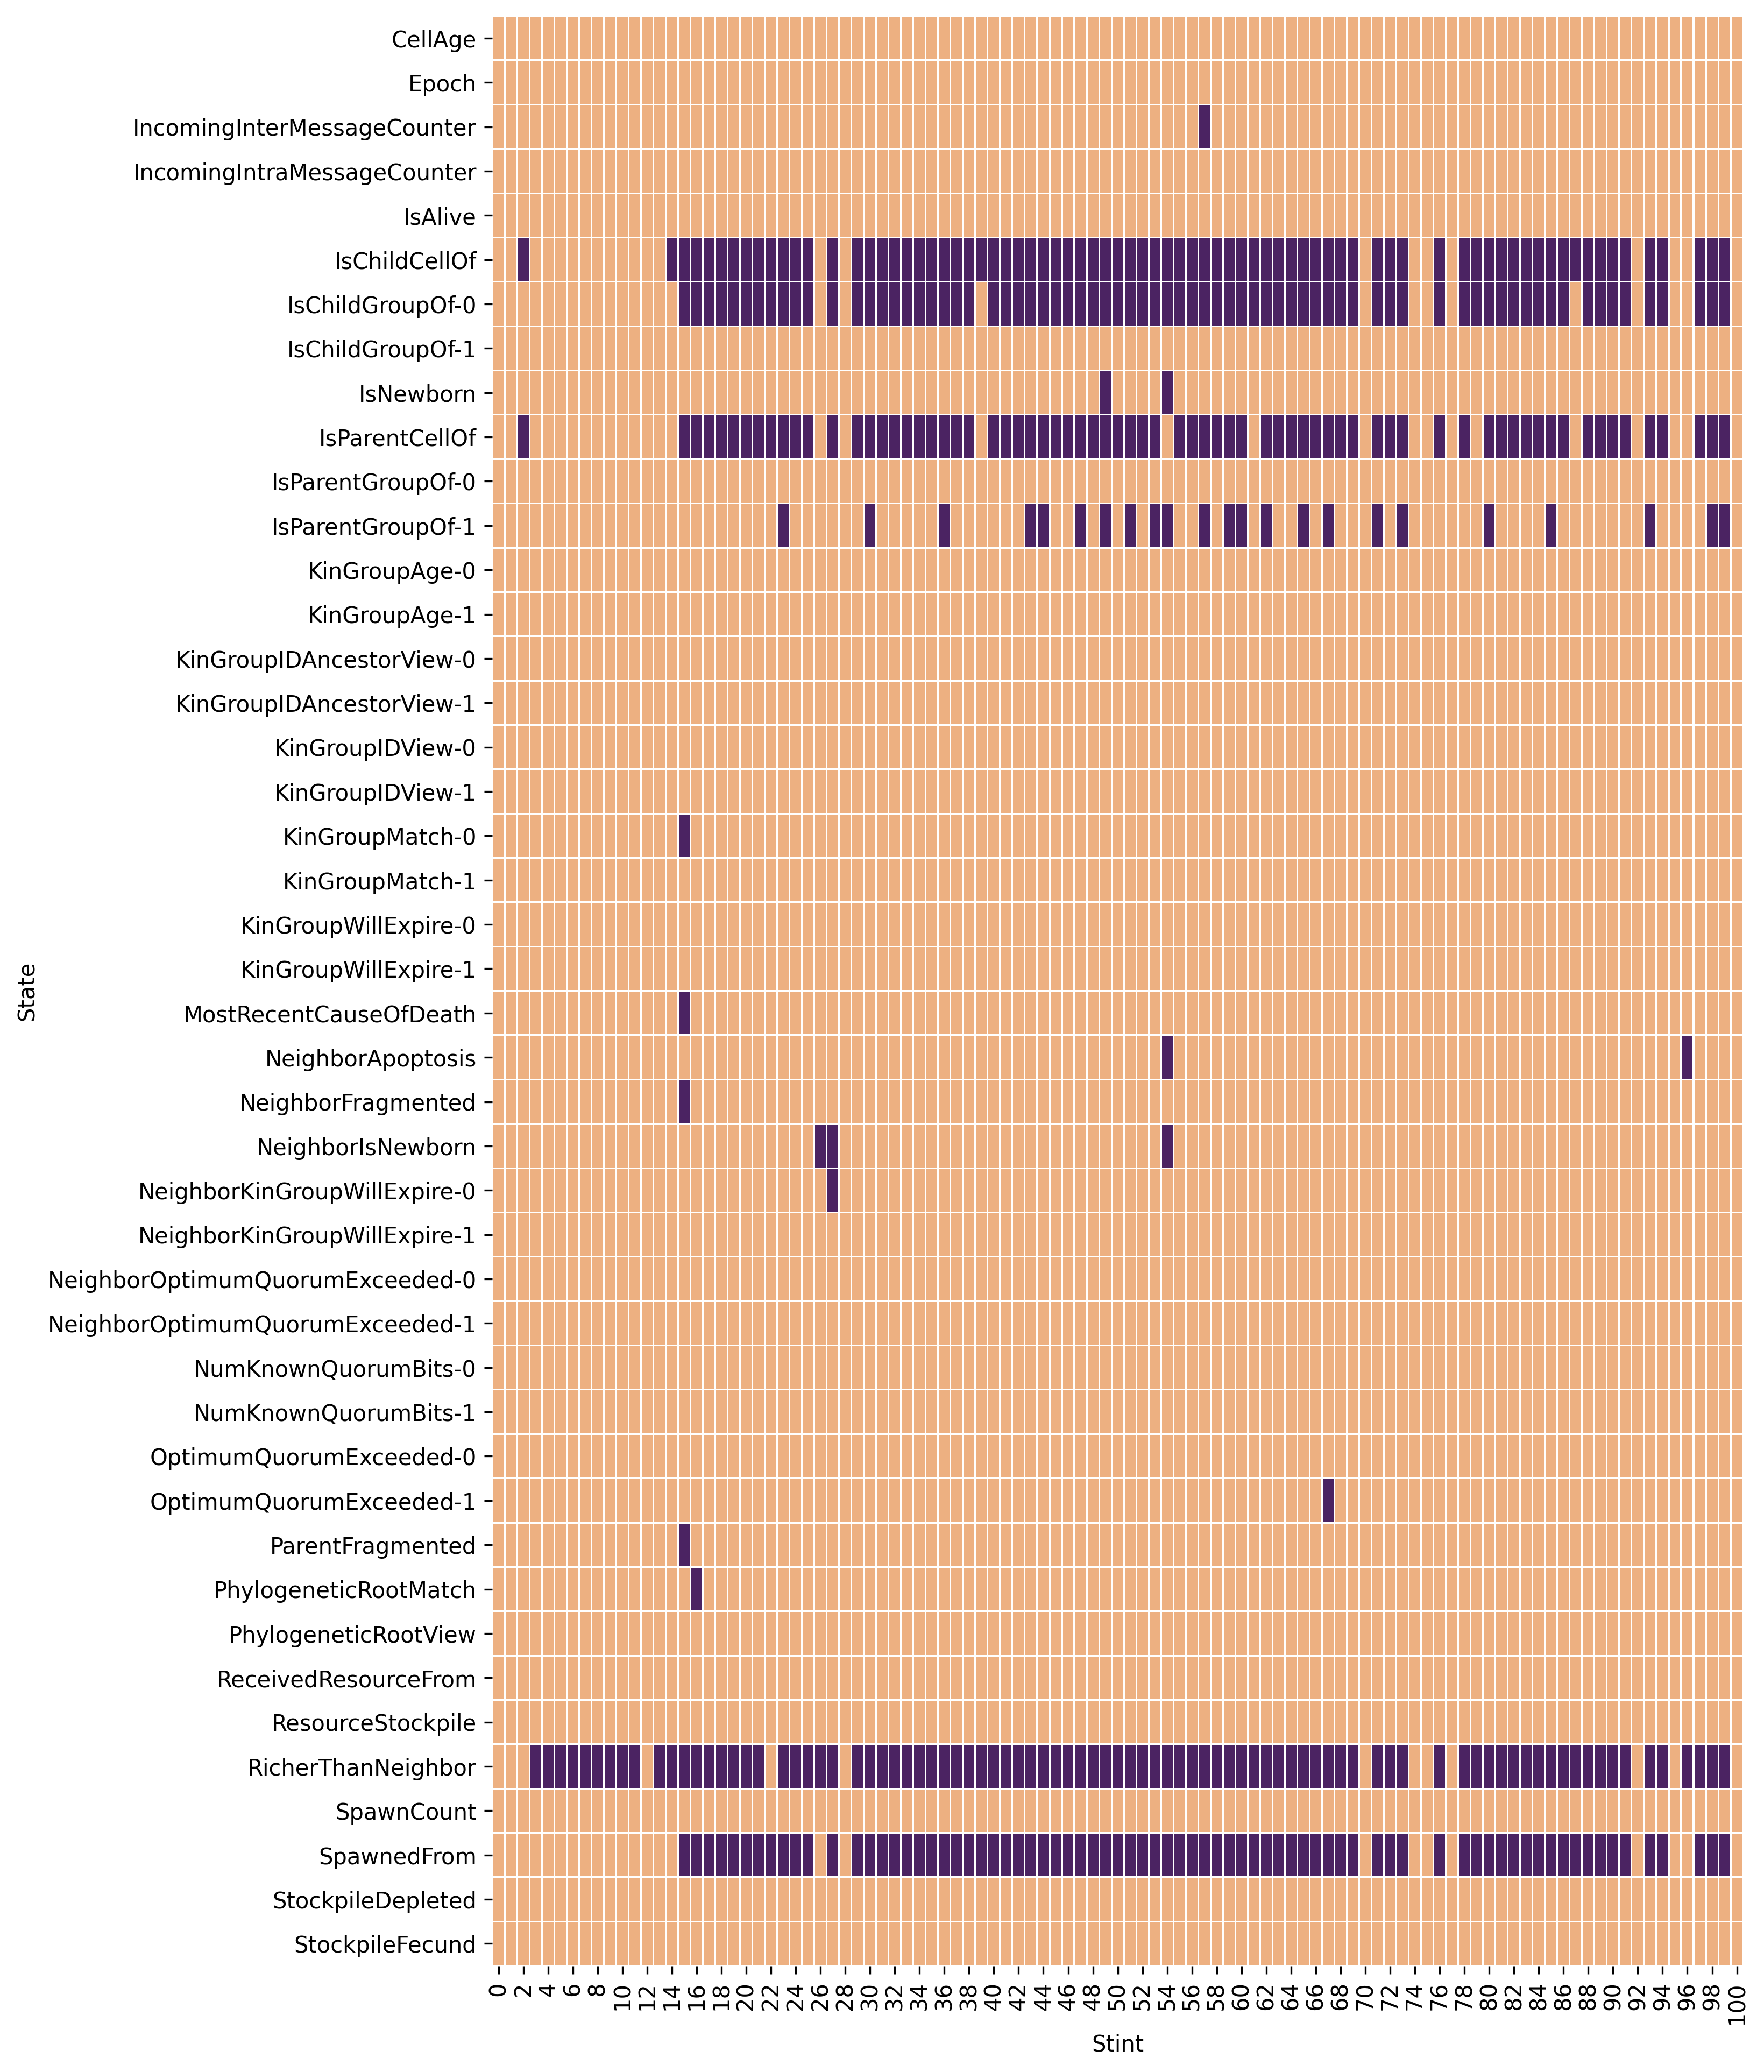 CellAge
Epoch
IncomingInterMessageCounter
IncomingIntraMessageCounter
IsAlive
IsChildCellOf
IsChildGroupOf-0
IsChildGroupOf-1
IsNewborn
IsParentCellOf
IsParentGroupOf-0
IsParentGroupOf-1
KinGroupAge-0
KinGroupAge-1
KinGroupIDAncestorView-0
KinGroupIDAncestorView-1
KinGroupIDView-0
KinGroupIDView-1
KinGroupMatch-0
KinGroupMatch-1
KinGroupWillExpire-0
KinGroupWillExpire-1
State
MostRecentCauseOfDeath
NeighborApoptosis
NeighborFragmented
NeighborIsNewborn
NeighborKinGroupWillExpire-0
NeighborKinGroupWillExpire-1
NeighborOptimumQuorumExceeded-0
NeighborOptimumQuorumExceeded-1
NumKnownQuorumBits-0
NumKnownQuorumBits-1
OptimumQuorumExceeded-0
OptimumQuorumExceeded-1
ParentFragmented
PhylogeneticRootMatch
PhylogeneticRootView
ReceivedResourceFrom
ResourceStockpile
RicherThanNeighbor
SpawnCount
SpawnedFrom
StockpileDepleted
StockpileFecund
0 2 4 6 8 10 12 14 16 18 20 22 24 26 28 30 32 34 36 38 40 42 44 46 48 50 52 54 56 58 60 62 64 66 68 70 72 74 76 78 80 82 84 86 88 90 92 94 96 98 100
Stint